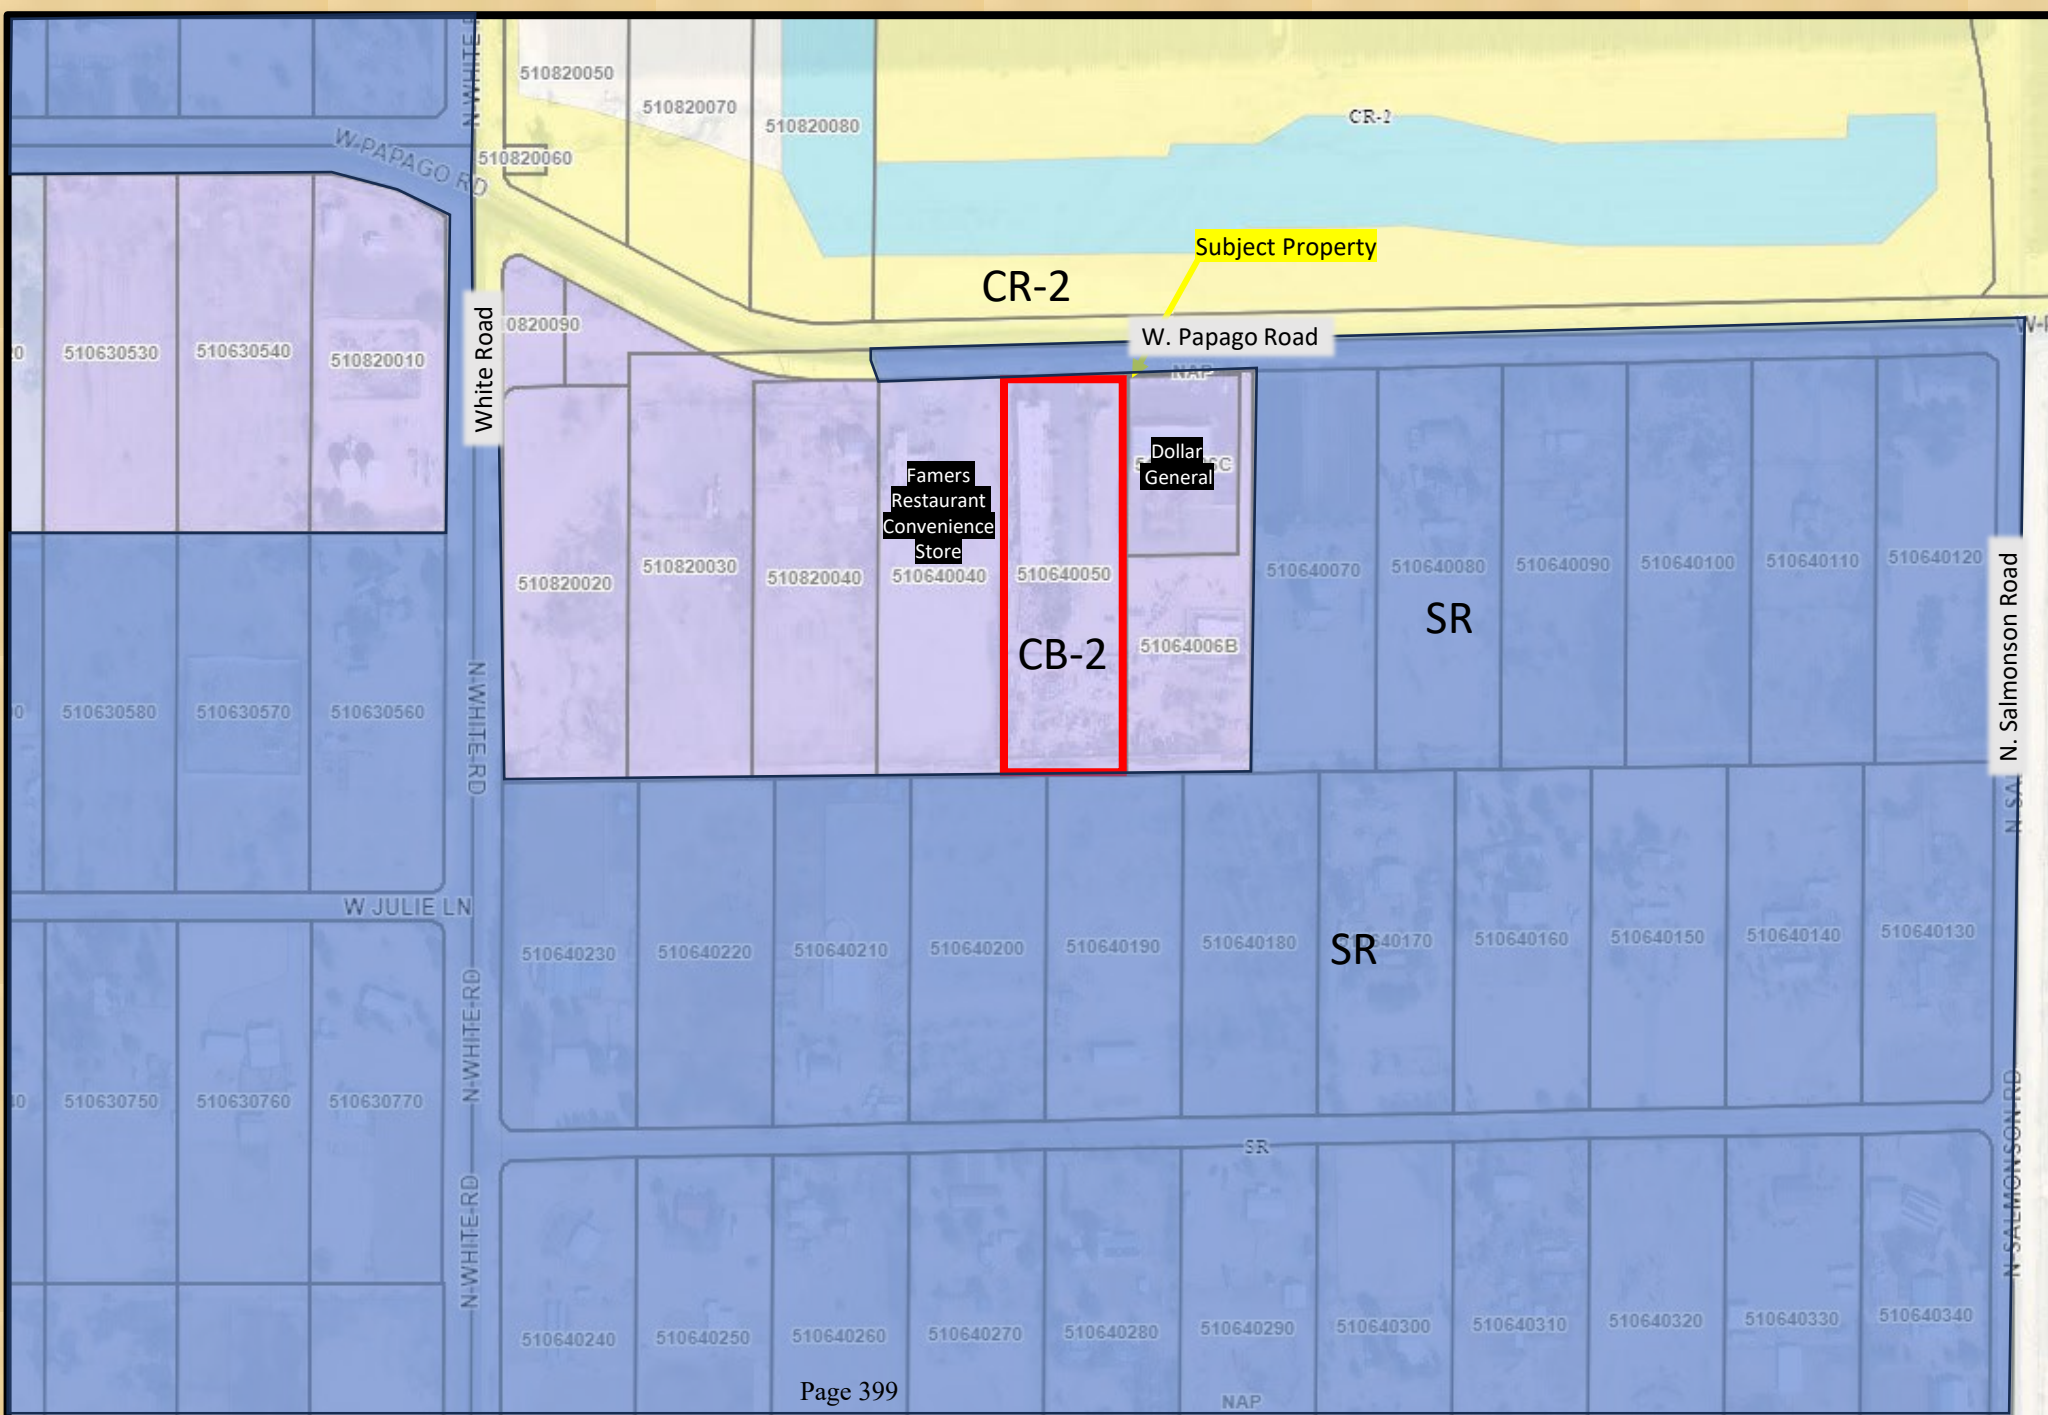 510820050
510820070
510820080
510820060
CR-2
N-WHITE
W-PAPAGO RD
Subject Property
CR-2
0820090
W. Papago Road
White Road
510630530
510630540
510820010
NAP
Dollar
General
Famers
Restaurant
Convenience
Store
510820020
510820030
510820040
510640040
510640050
51064006B
CB-2
510640070
510640080
510640090
510640100
510640110
510640120
SR
N. Salmonson Road
510630580
510630570
510630560
N-WHITE-RD
W JULIE LN
510640230
510640220
510640210
510640200
510640190
510640180
SR
510640160
510640150
510640140
510640130
N-WHITE-RD
510630750
510630760
510630770
SR
N-WHITE-RD
N-SALMONSON-RD
510640240
510640250
510640260
510640270
510640280
510640290
510640300
510640310
510640320
510640330
510640340
Page 399
NAP